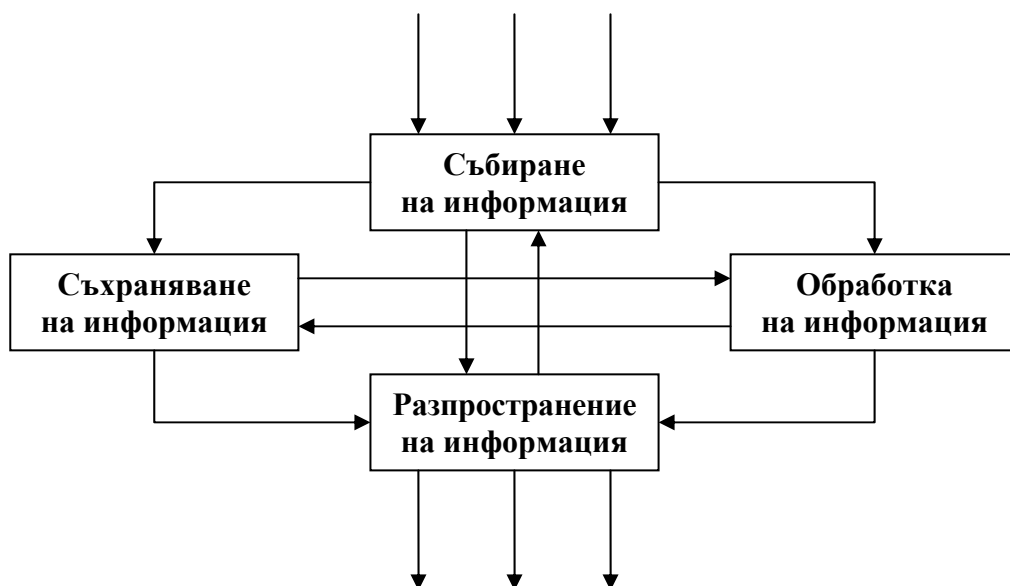 Събиране
на информация
Съхраняване
на информация
Обработка
на информация
Разпространение
на информация